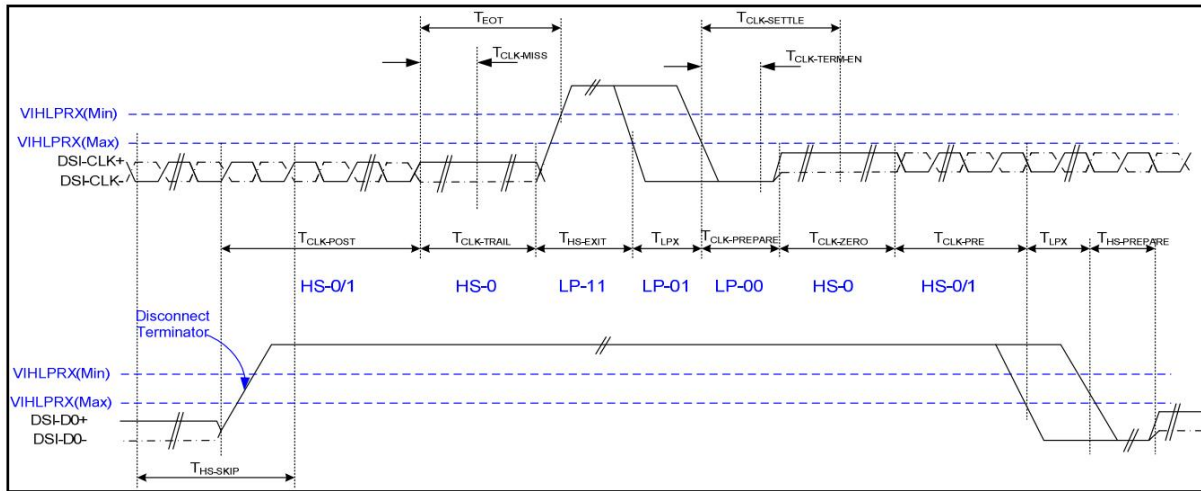 TEOT
TCLK-SETTLE
TCLK-MISS
TCLK-TERM-EN
VIHLPRX(Min)
VIHLPRX(Max)
DSI-CLK+
DSI-CLK-
TCLK-POST
TCLK-TRAIL
THS-EXIT
TLPX
TCLK-PREPARE
TCLK-ZERO
TCLK-PRE
TLPX
THS-PREPARE
HS-0/1
HS-0
LP-11
LP-01
LP-00
HS-0
HS-0/1
Disconnect
Terminator
VIHLPRX(Min)
VIHLPRX(Max)
DSI-D0+
DSI-D0-
THS-SKIP